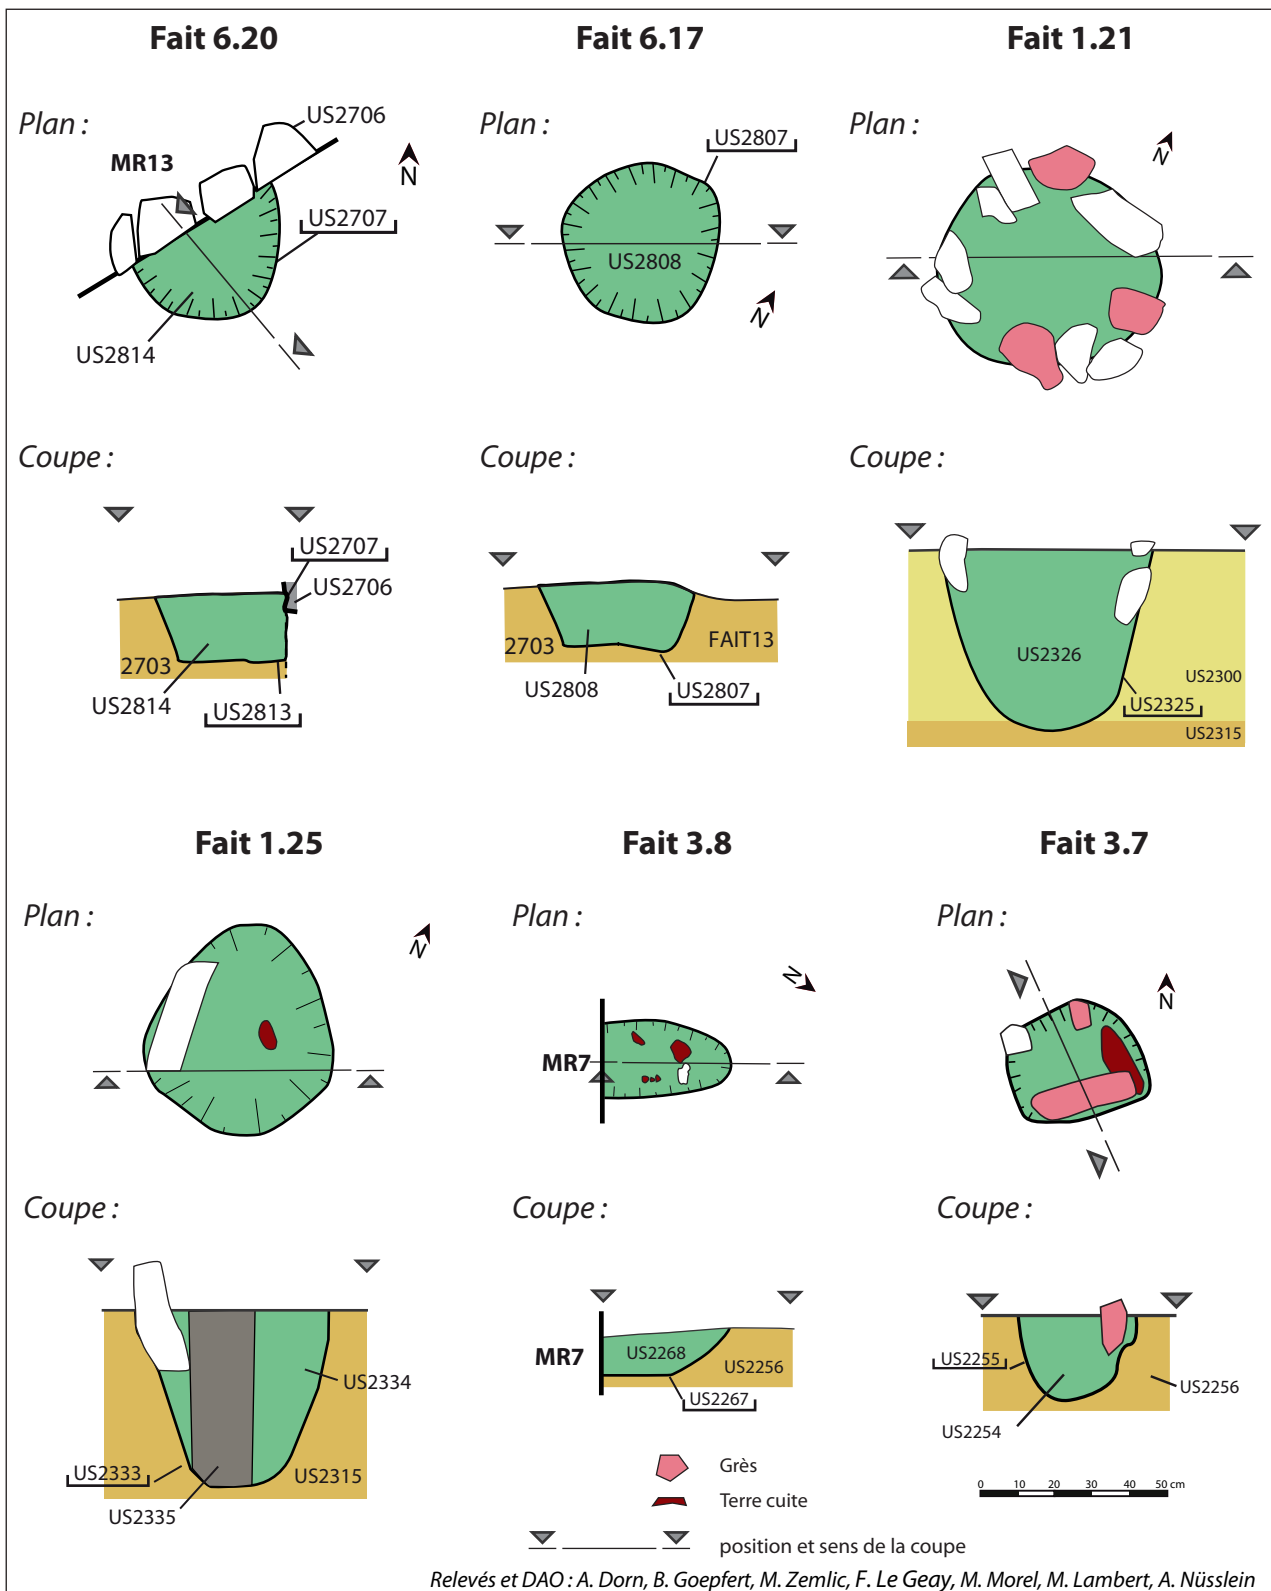 Fait 6.20
Fait 6.17
Fait 1.21
Plan :
US2706
MR13
N
US2707
US2814
Plan :
US2807
US2808
N
Plan :
N
Coupe :
US2707
US2706
2703
US2814
US2813
Coupe :
2703
FAIT13
US2808
US2807
Coupe :
US2326
US2300
US2325
US2315
Fait 1.25
Fait 3.8
Fait 3.7
Plan :
N
Plan :
N
MR7
Plan :
N
Coupe :
US2334
US2333
US2315
US2335
Coupe :
MR7
US2268
US2256
US2267
Coupe :
US2255
US2256
US2254
Grès
Terre cuite
0 10 20 30 40 50 cm
position et sens de la coupe
Relevés et DAO : A. Dorn, B. Goepfert, M. Zemlic, F. Le Geay, M. Morel, M. Lambert, A. Nüsslein